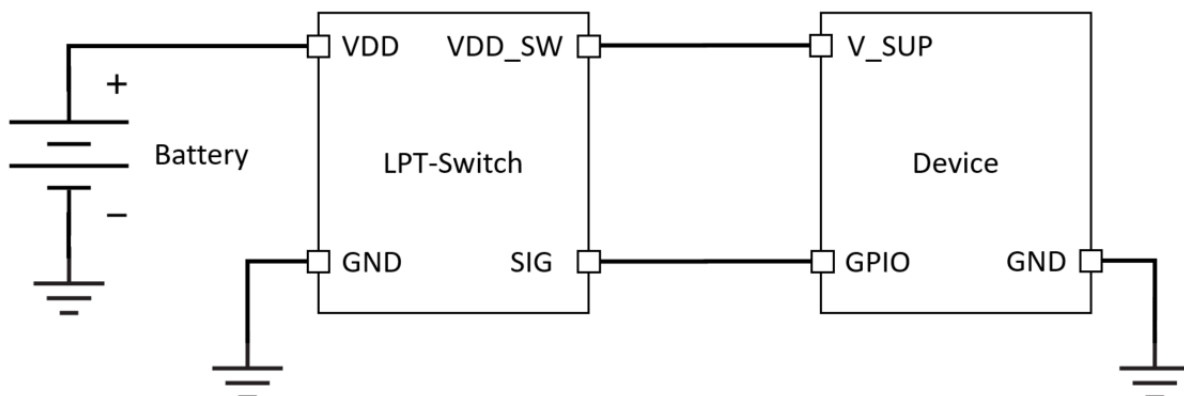 VDD VDD_SW V_SUP
+
Battery LPT-Switch Device
−
GND SIG GPIO GND